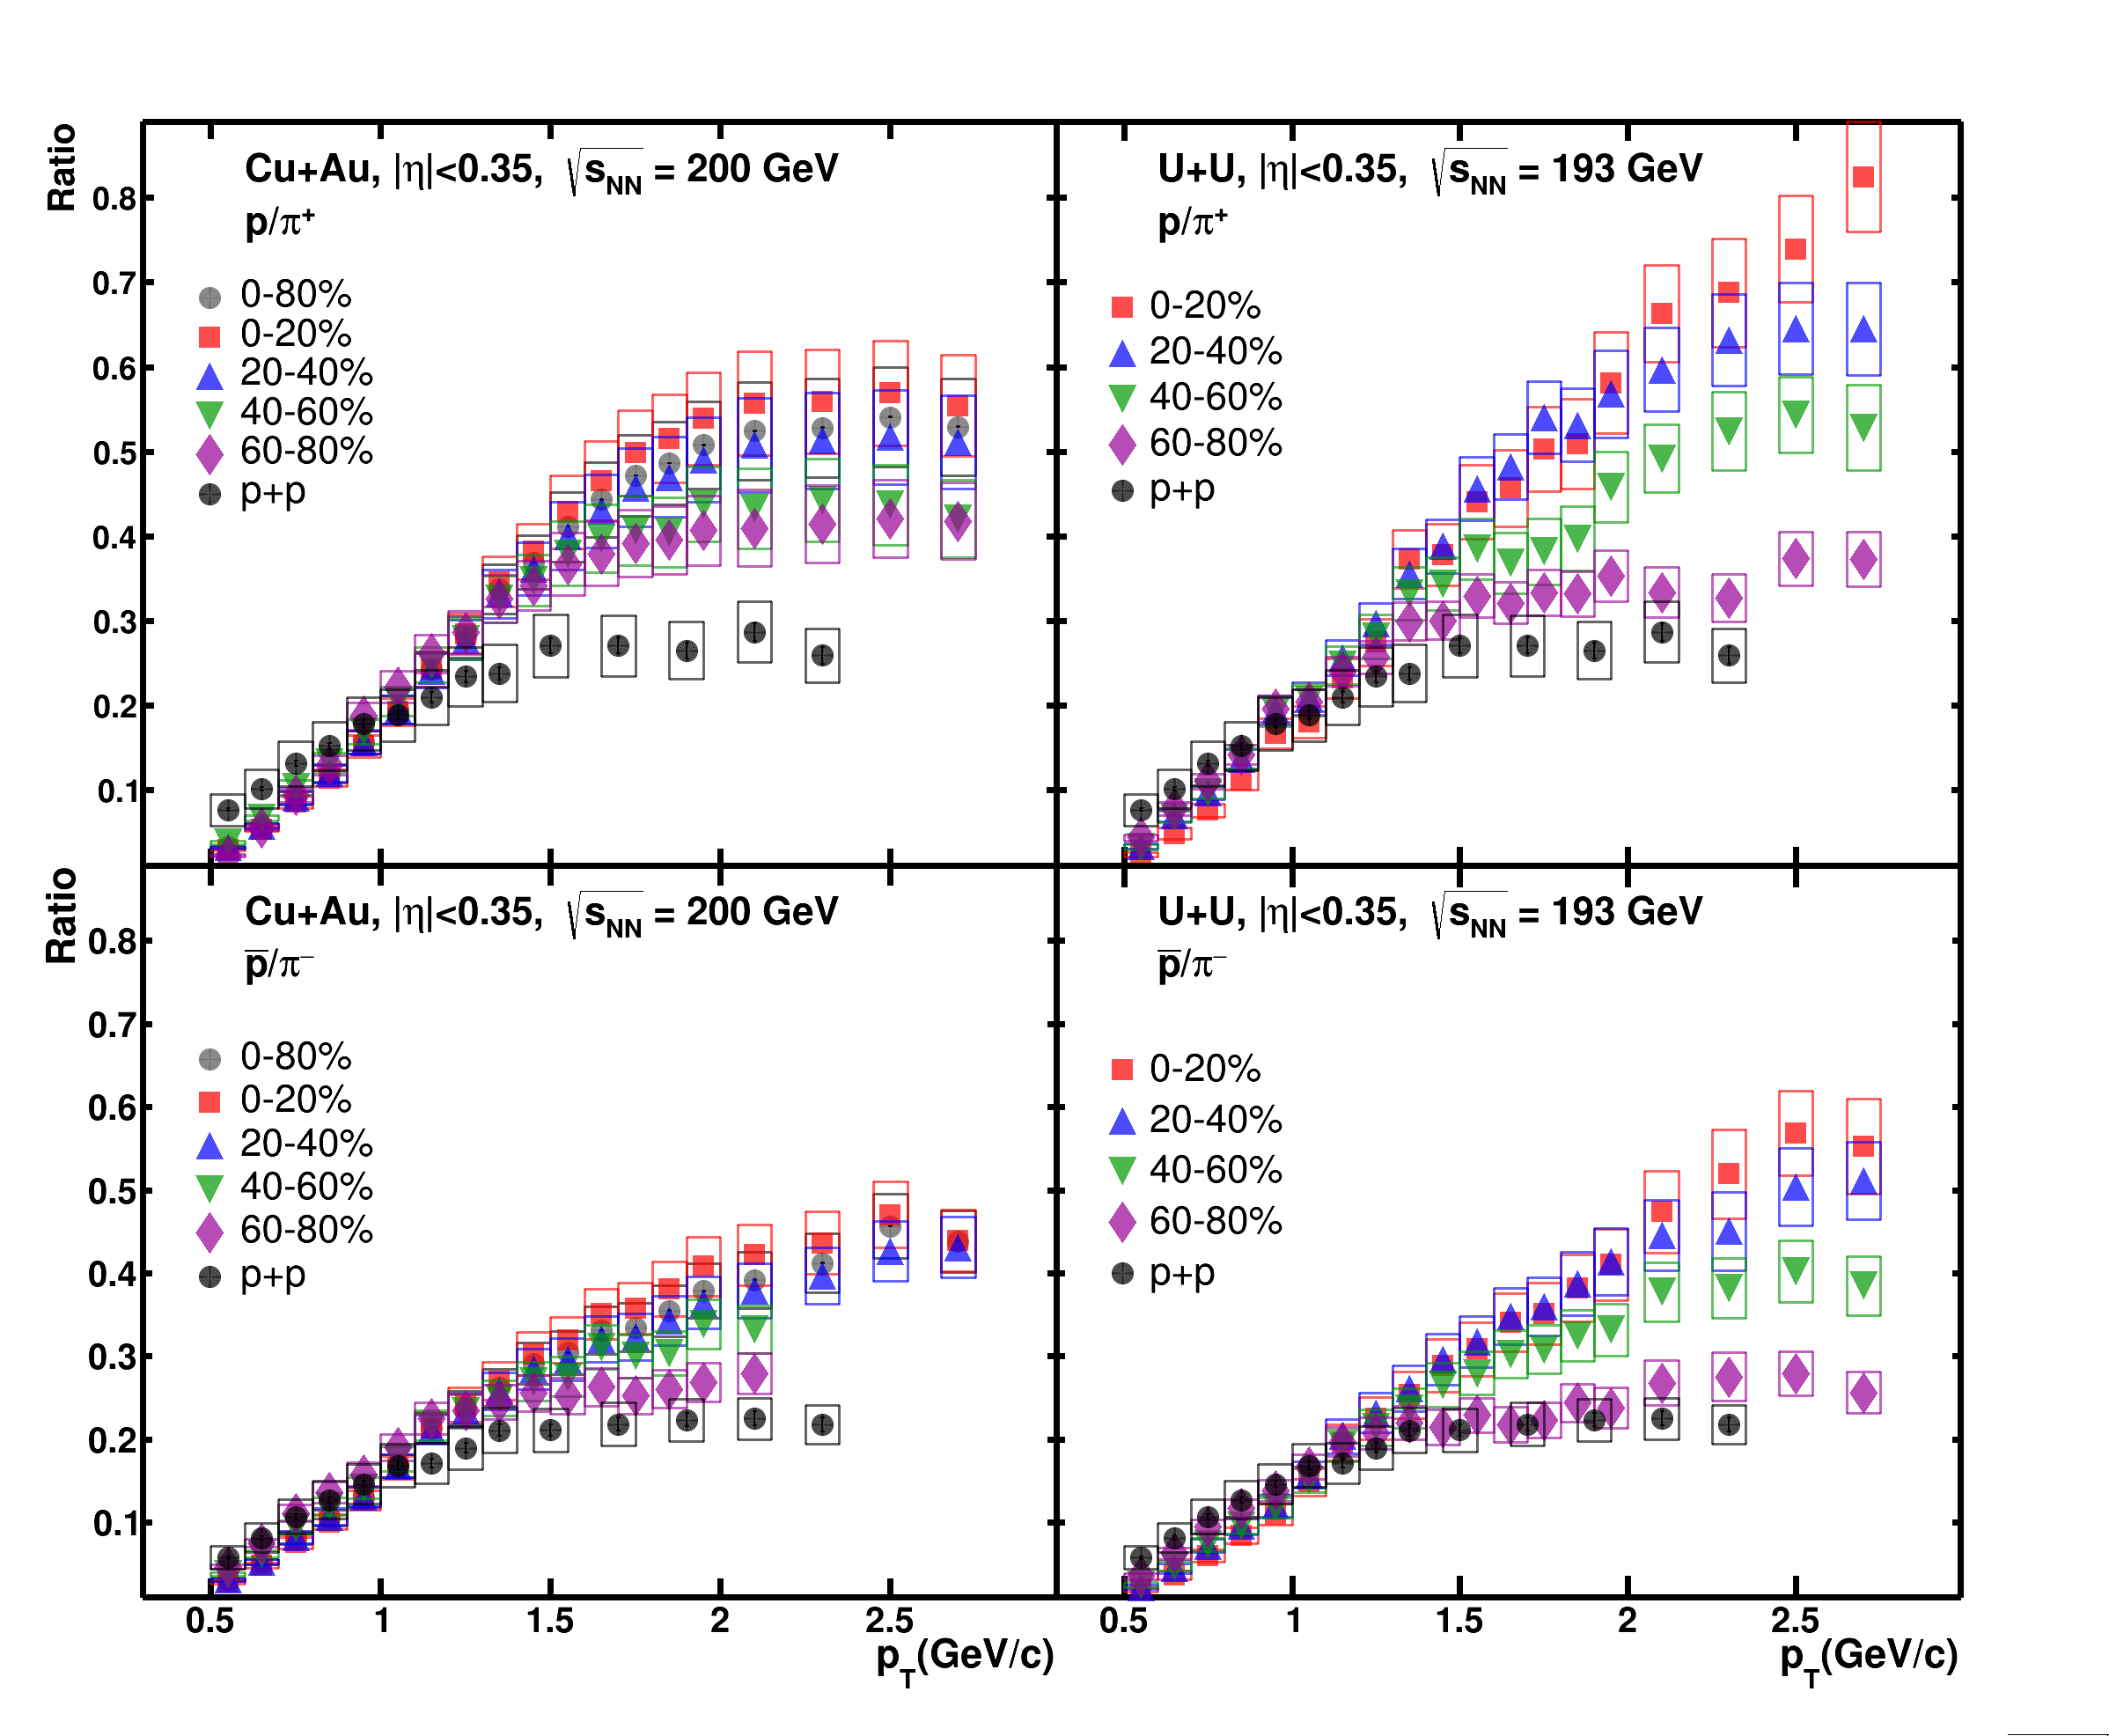 Ratio
Cu+Au, |η|<0.35, √sNN = 200 GeV
p/π+
0-80%
0-20%
20-40%
40-60%
60-80%
p+p
0.8
0.7
0.6
0.5
0.4
0.3
0.2
0.1
U+U, |η|<0.35, √sNN = 193 GeV
p/π+
0-20%
20-40%
40-60%
60-80%
p+p
Ratio
Cu+Au, |η|<0.35, √sNN = 200 GeV
p̅/π−
0-80%
0-20%
20-40%
40-60%
60-80%
p+p
0.8
0.7
0.6
0.5
0.4
0.3
0.2
0.1
0.5 1 1.5 2 2.5
pT(GeV/c)
U+U, |η|<0.35, √sNN = 193 GeV
p̅/π−
0-20%
20-40%
40-60%
60-80%
p+p
0.5 1 1.5 2 2.5
pT(GeV/c)